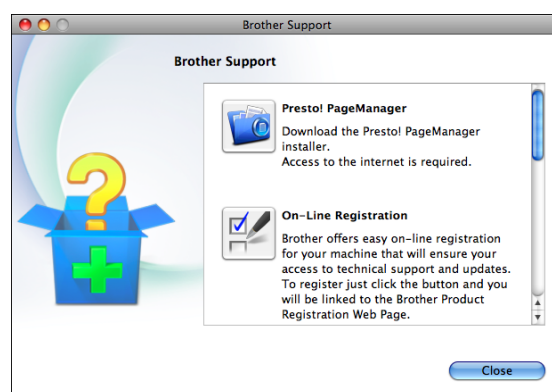 Brother Support
Brother Support
Presto! PageManager
Download the Presto! PageManager
installer.
Access to the internet is required.
On-Line Registration
Brother offers easy on-line registration
for your machine that will ensure your
access to technical support and updates.
To register just click the button and you
will be linked to the Brother Product
Registration Web Page.
Close